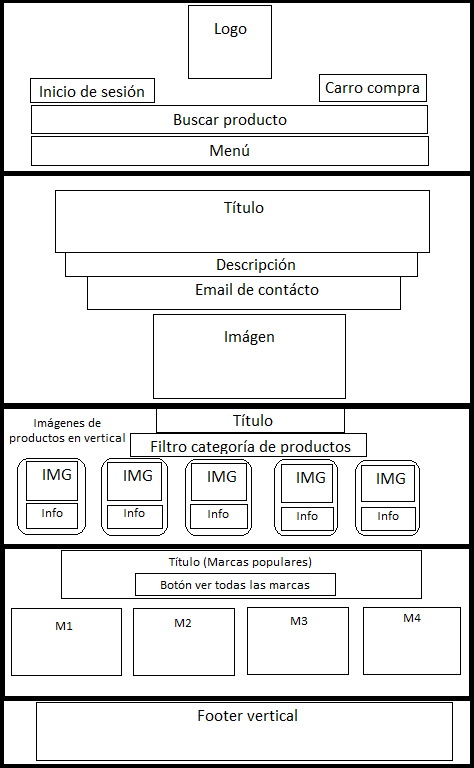 Logo
Inicio de sesión
Carro compra
Buscar producto
Menú
Título
Descripción
Email de contácto
Imágen
Imágenes de
productos en vertical
Título
Filtro categoría de productos
IMG
IMG
IMG
IMG
IMG
Info
Info
Info
Info
Info
Título (Marcas populares)
Botón ver todas las marcas
M1
M2
M3
M4
Footer vertical